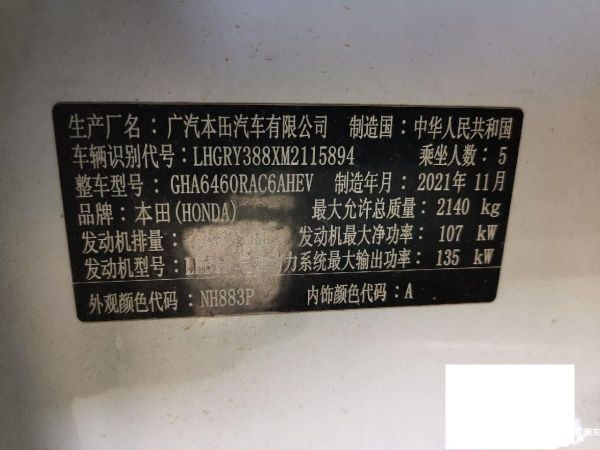 生产厂名：广汽本田汽车有限公司 制造国：中华人民共和国
车辆识别代号：LHGRY388XM2115894 乘坐人数：5
整车型号：GHA6460RAC6AHEV 制造年月：2021年11月
品牌：本田(HONDA) 最大允许总质量：2140 kg
发动机排量： 发动机最大净功率：107 kW
发动机型号： 力系统最大输出功率：135 kW
外观颜色代码：NH883P 内饰颜色代码：A
京东